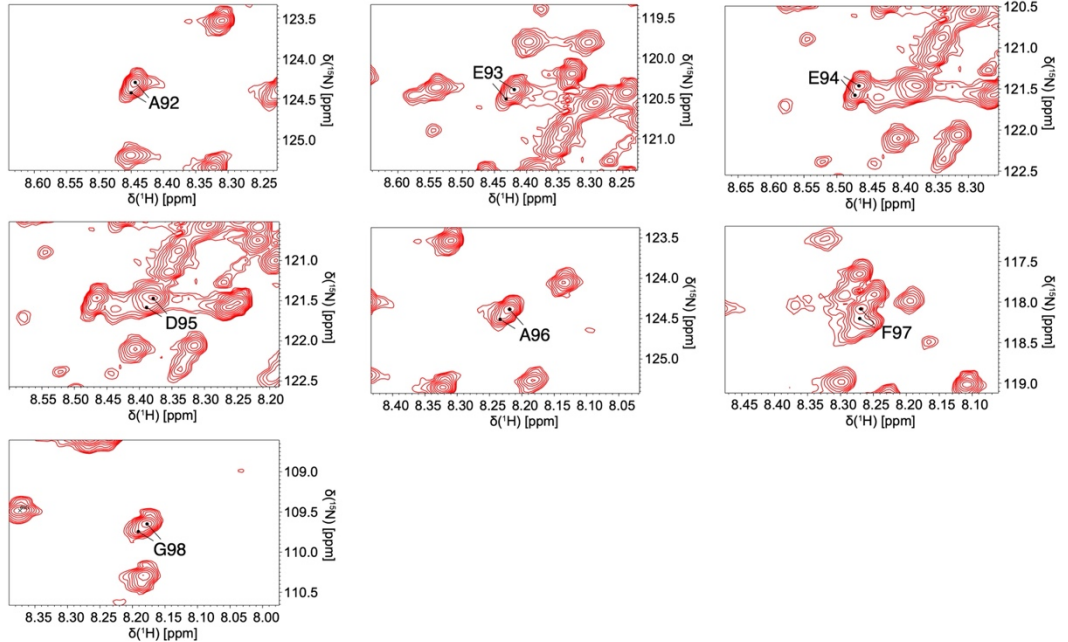 123.5
124.0
124.5
125.0
δ(¹⁵N) [ppm]
A92
8.60 8.55 8.50 8.45 8.40 8.35 8.30 8.25
δ(¹H) [ppm]
119.5
120.0
120.5
121.0
δ(¹⁵N) [ppm]
E93
8.55 8.50 8.45 8.40 8.35 8.30 8.25
δ(¹H) [ppm]
120.5
121.0
121.5
122.0
122.5
δ(¹⁵N) [ppm]
E94
8.65 8.60 8.55 8.50 8.45 8.40 8.35 8.30
δ(¹H) [ppm]
121.0
121.5
122.0
122.5
δ(¹⁵N) [ppm]
D95
8.55 8.50 8.45 8.40 8.35 8.30 8.25 8.20
δ(¹H) [ppm]
123.5
124.0
124.5
125.0
δ(¹⁵N) [ppm]
A96
8.40 8.35 8.30 8.25 8.20 8.15 8.10 8.05
δ(¹H) [ppm]
117.5
118.0
118.5
119.0
δ(¹⁵N) [ppm]
F97
8.45 8.40 8.35 8.30 8.25 8.20 8.15 8.10
δ(¹H) [ppm]
109.0
109.5
110.0
110.5
δ(¹⁵N) [ppm]
G98
8.35 8.30 8.25 8.20 8.15 8.10 8.05 8.00
δ(¹H) [ppm]